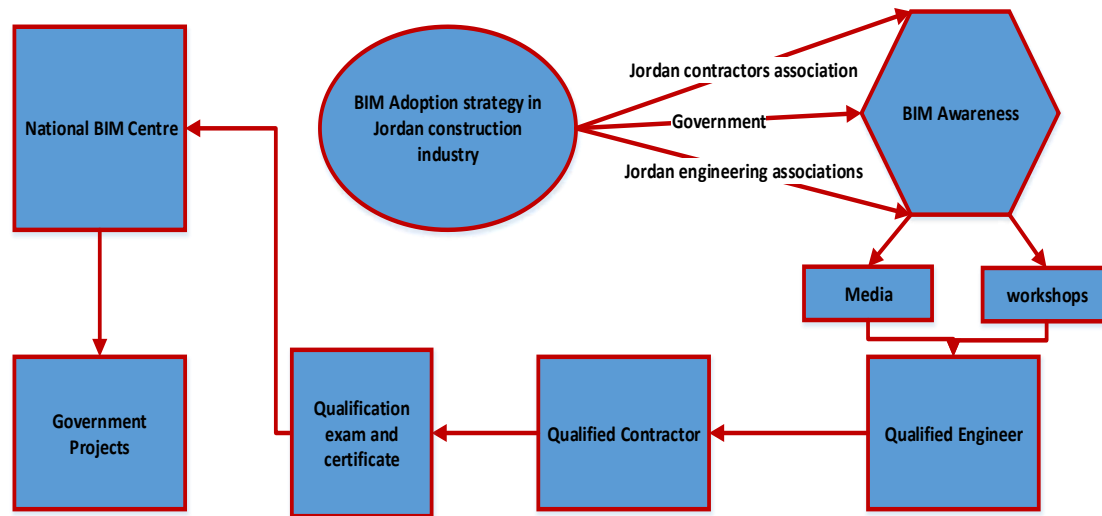 National BIM Centre
BIM Adoption strategy in
Jordan construction
industry
Jordan contractors association
Government
Jordan engineering associations
BIM Awareness
Media
workshops
Government
Projects
Qualification
exam and
certificate
Qualified Contractor
Qualified Engineer